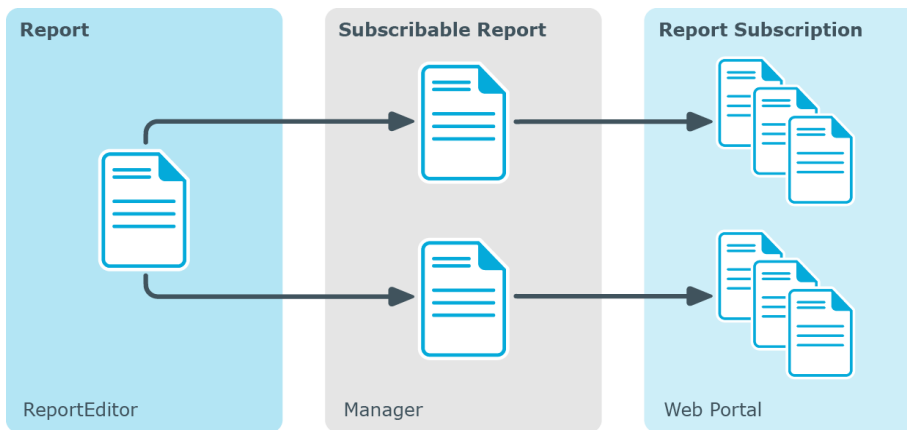 Report
Subscribable Report
Report Subscription
ReportEditor
Manager
Web Portal